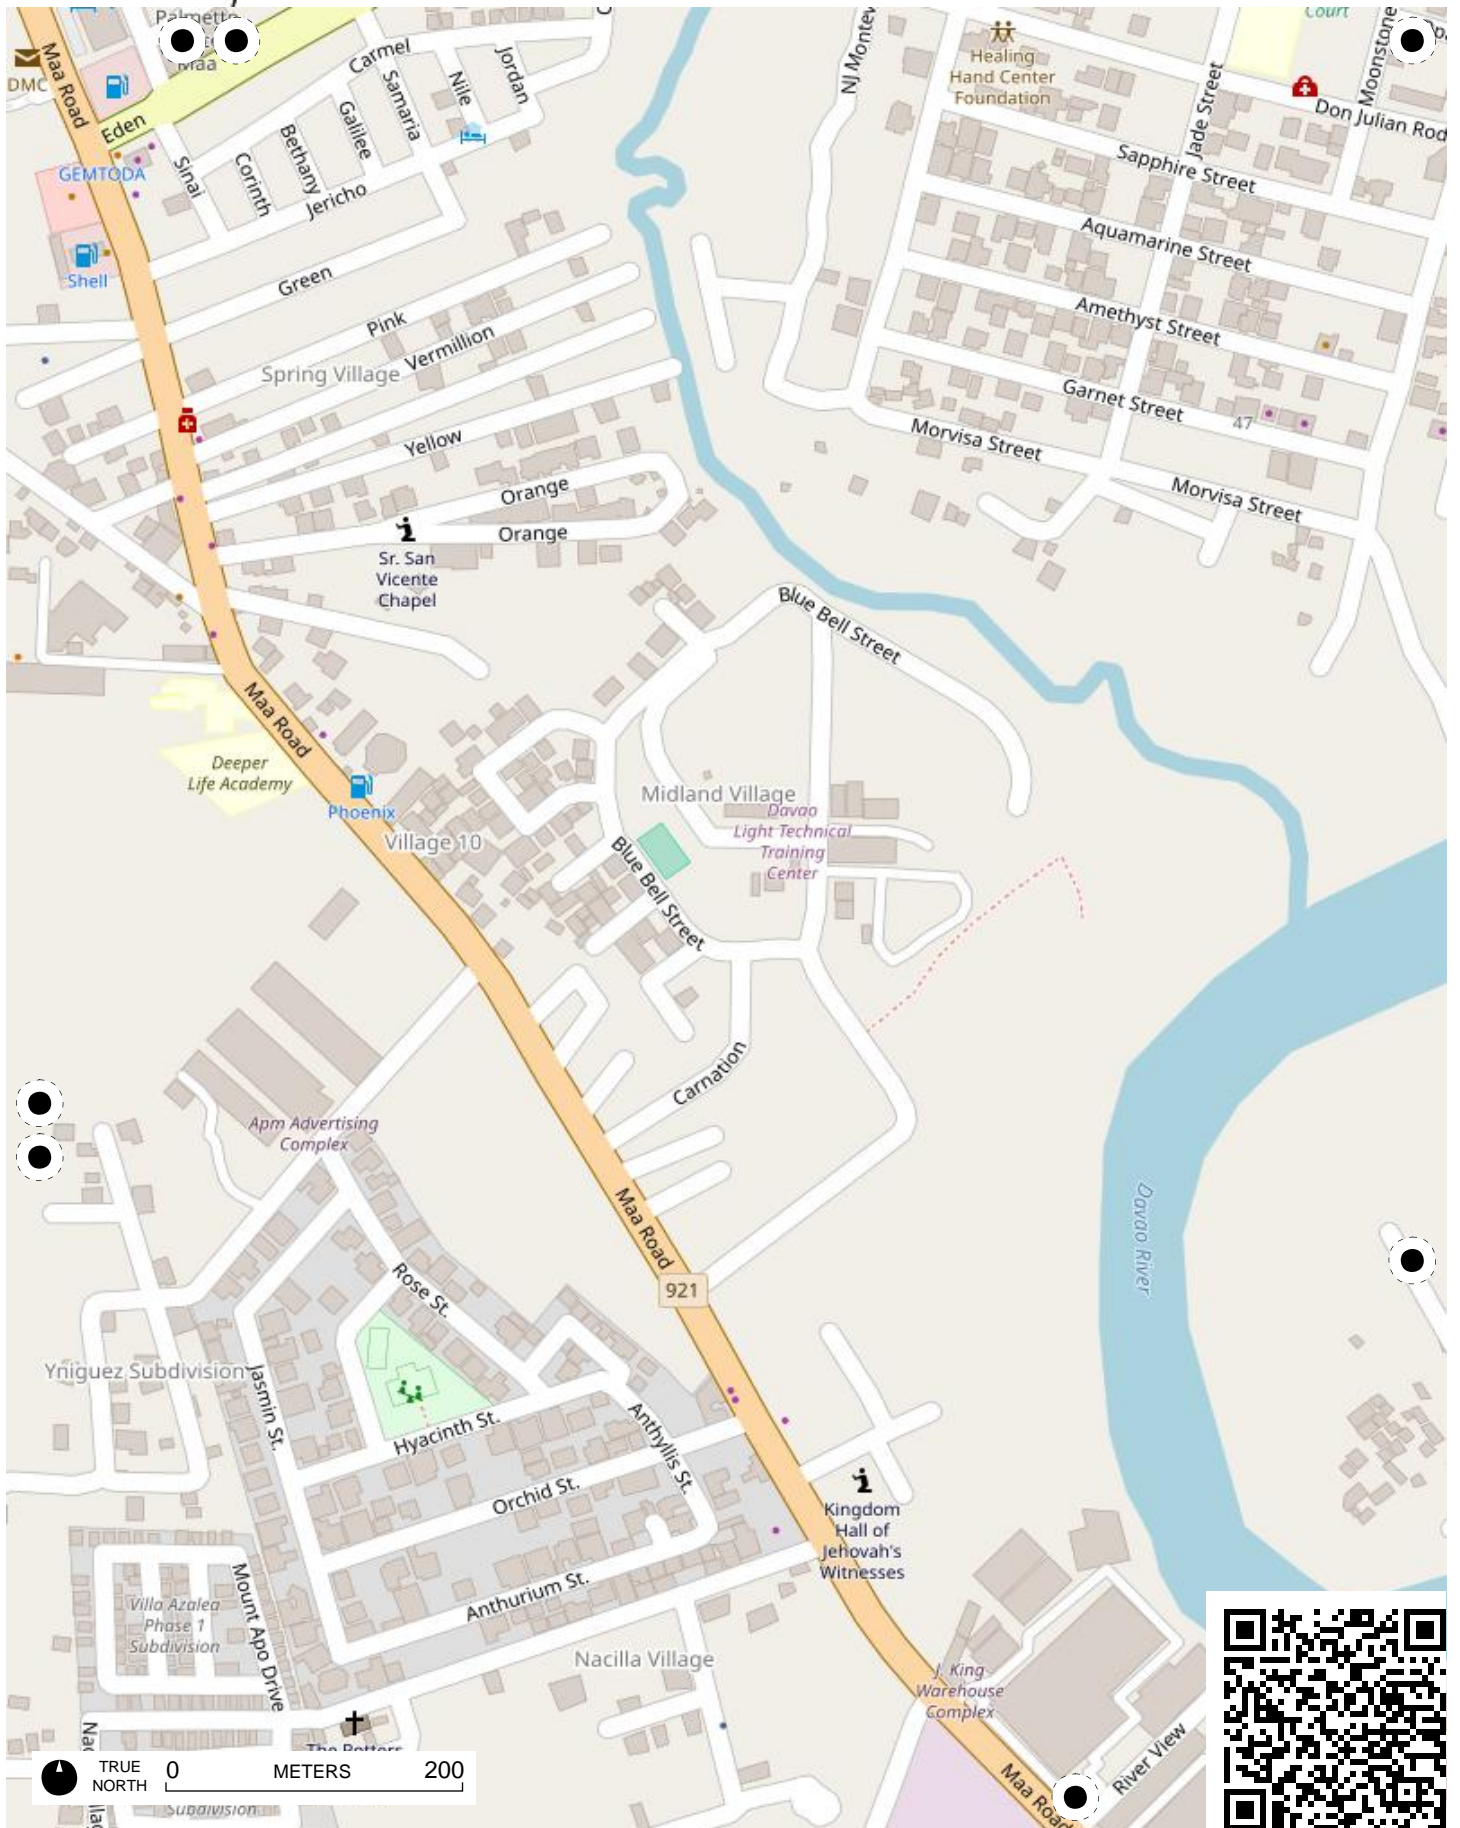 Palmetto
Maa
Carmel
Jordan
Nile
Samaria
Galilee
Bethany
Corinth
Jericho
Sinai
Eden
DMC
Maa Road
GEMTODA
Shell
Green
Pink
Vermillion
Spring Village
Yellow
Orange
Orange
Sr. San
Vicente
Chapel
Healing
Hand Center
Foundation
Court
Moonstone
Don Julian Rod
Jade Street
Sapphire Street
Aquamarine Street
Amethyst Street
Garnet Street
47
Morvisa Street
Morvisa Street
NJ Montev
Blue Bell Street
Maa Road
Deeper
Life Academy
Phoenix
Village 10
Midland Village
Davao
Light Technical
Training
Center
Blue Bell Street
Carnation
Apm Advertising
Complex
Maa Road
921
Davao River
Rose St.
Yniguez Subdivision
Jasmin St.
Hyacinth St.
Anthyllis St.
Orchid St.
Anthurium St.
Kingdom
Hall of
Jehovah's
Witnesses
Villa Azalea
Phase 1
Subdivision
Mount Apo Drive
Nacilla Village
J. King
Warehouse
Complex
River View
Maa Road
The Potters
Subdivision
TRUE
NORTH
0 METERS 200